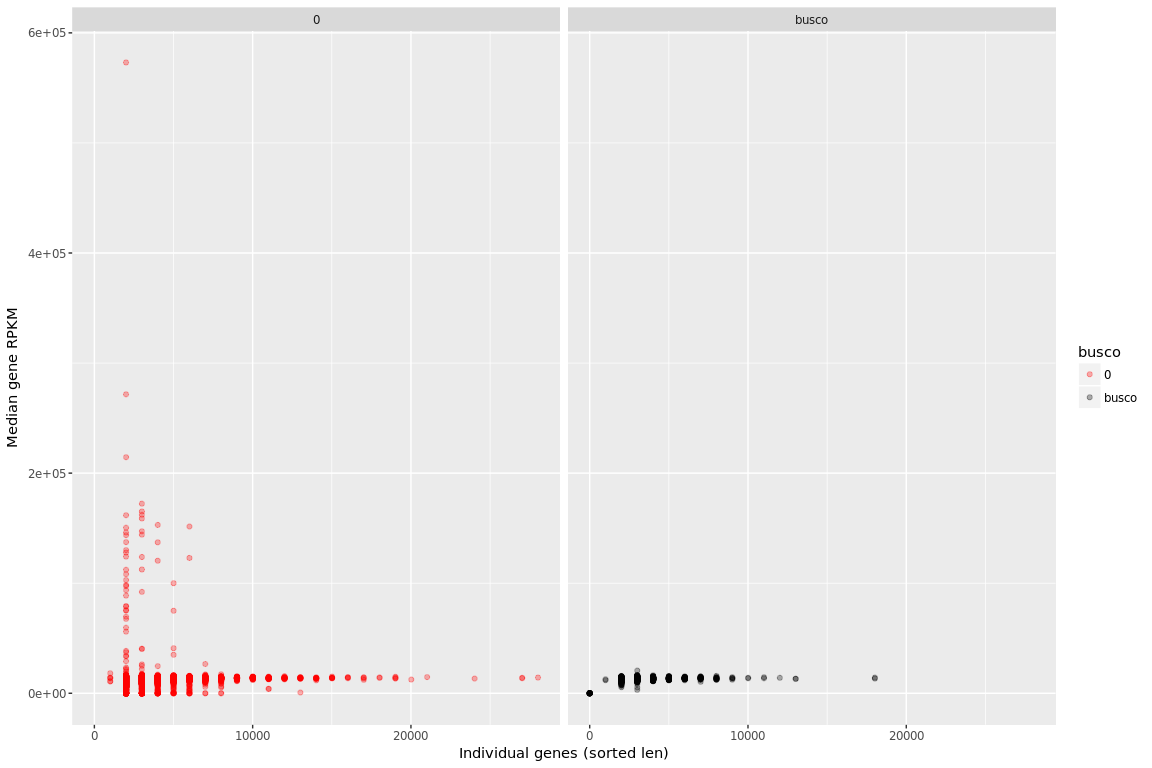 0
busco
6e+05
4e+05
2e+05
0e+00
Median gene RPKM
0
10000
20000
0
10000
20000
Individual genes (sorted len)
busco
0
busco